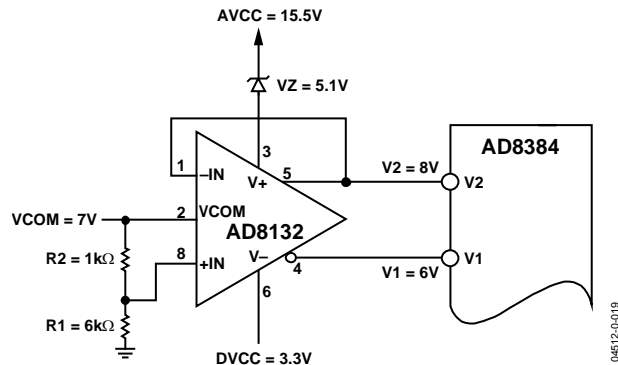 AVCC = 15.5V
VZ = 5.1V
AD8384
3
1
–IN
5
V2 = 8V
V2
V+
VCOM = 7V
2
VCOM
AD8132
8
+IN
V–
4
V1 = 6V
V1
R2 = 1kΩ
6
R1 = 6kΩ
DVCC = 3.3V
04512-0-019